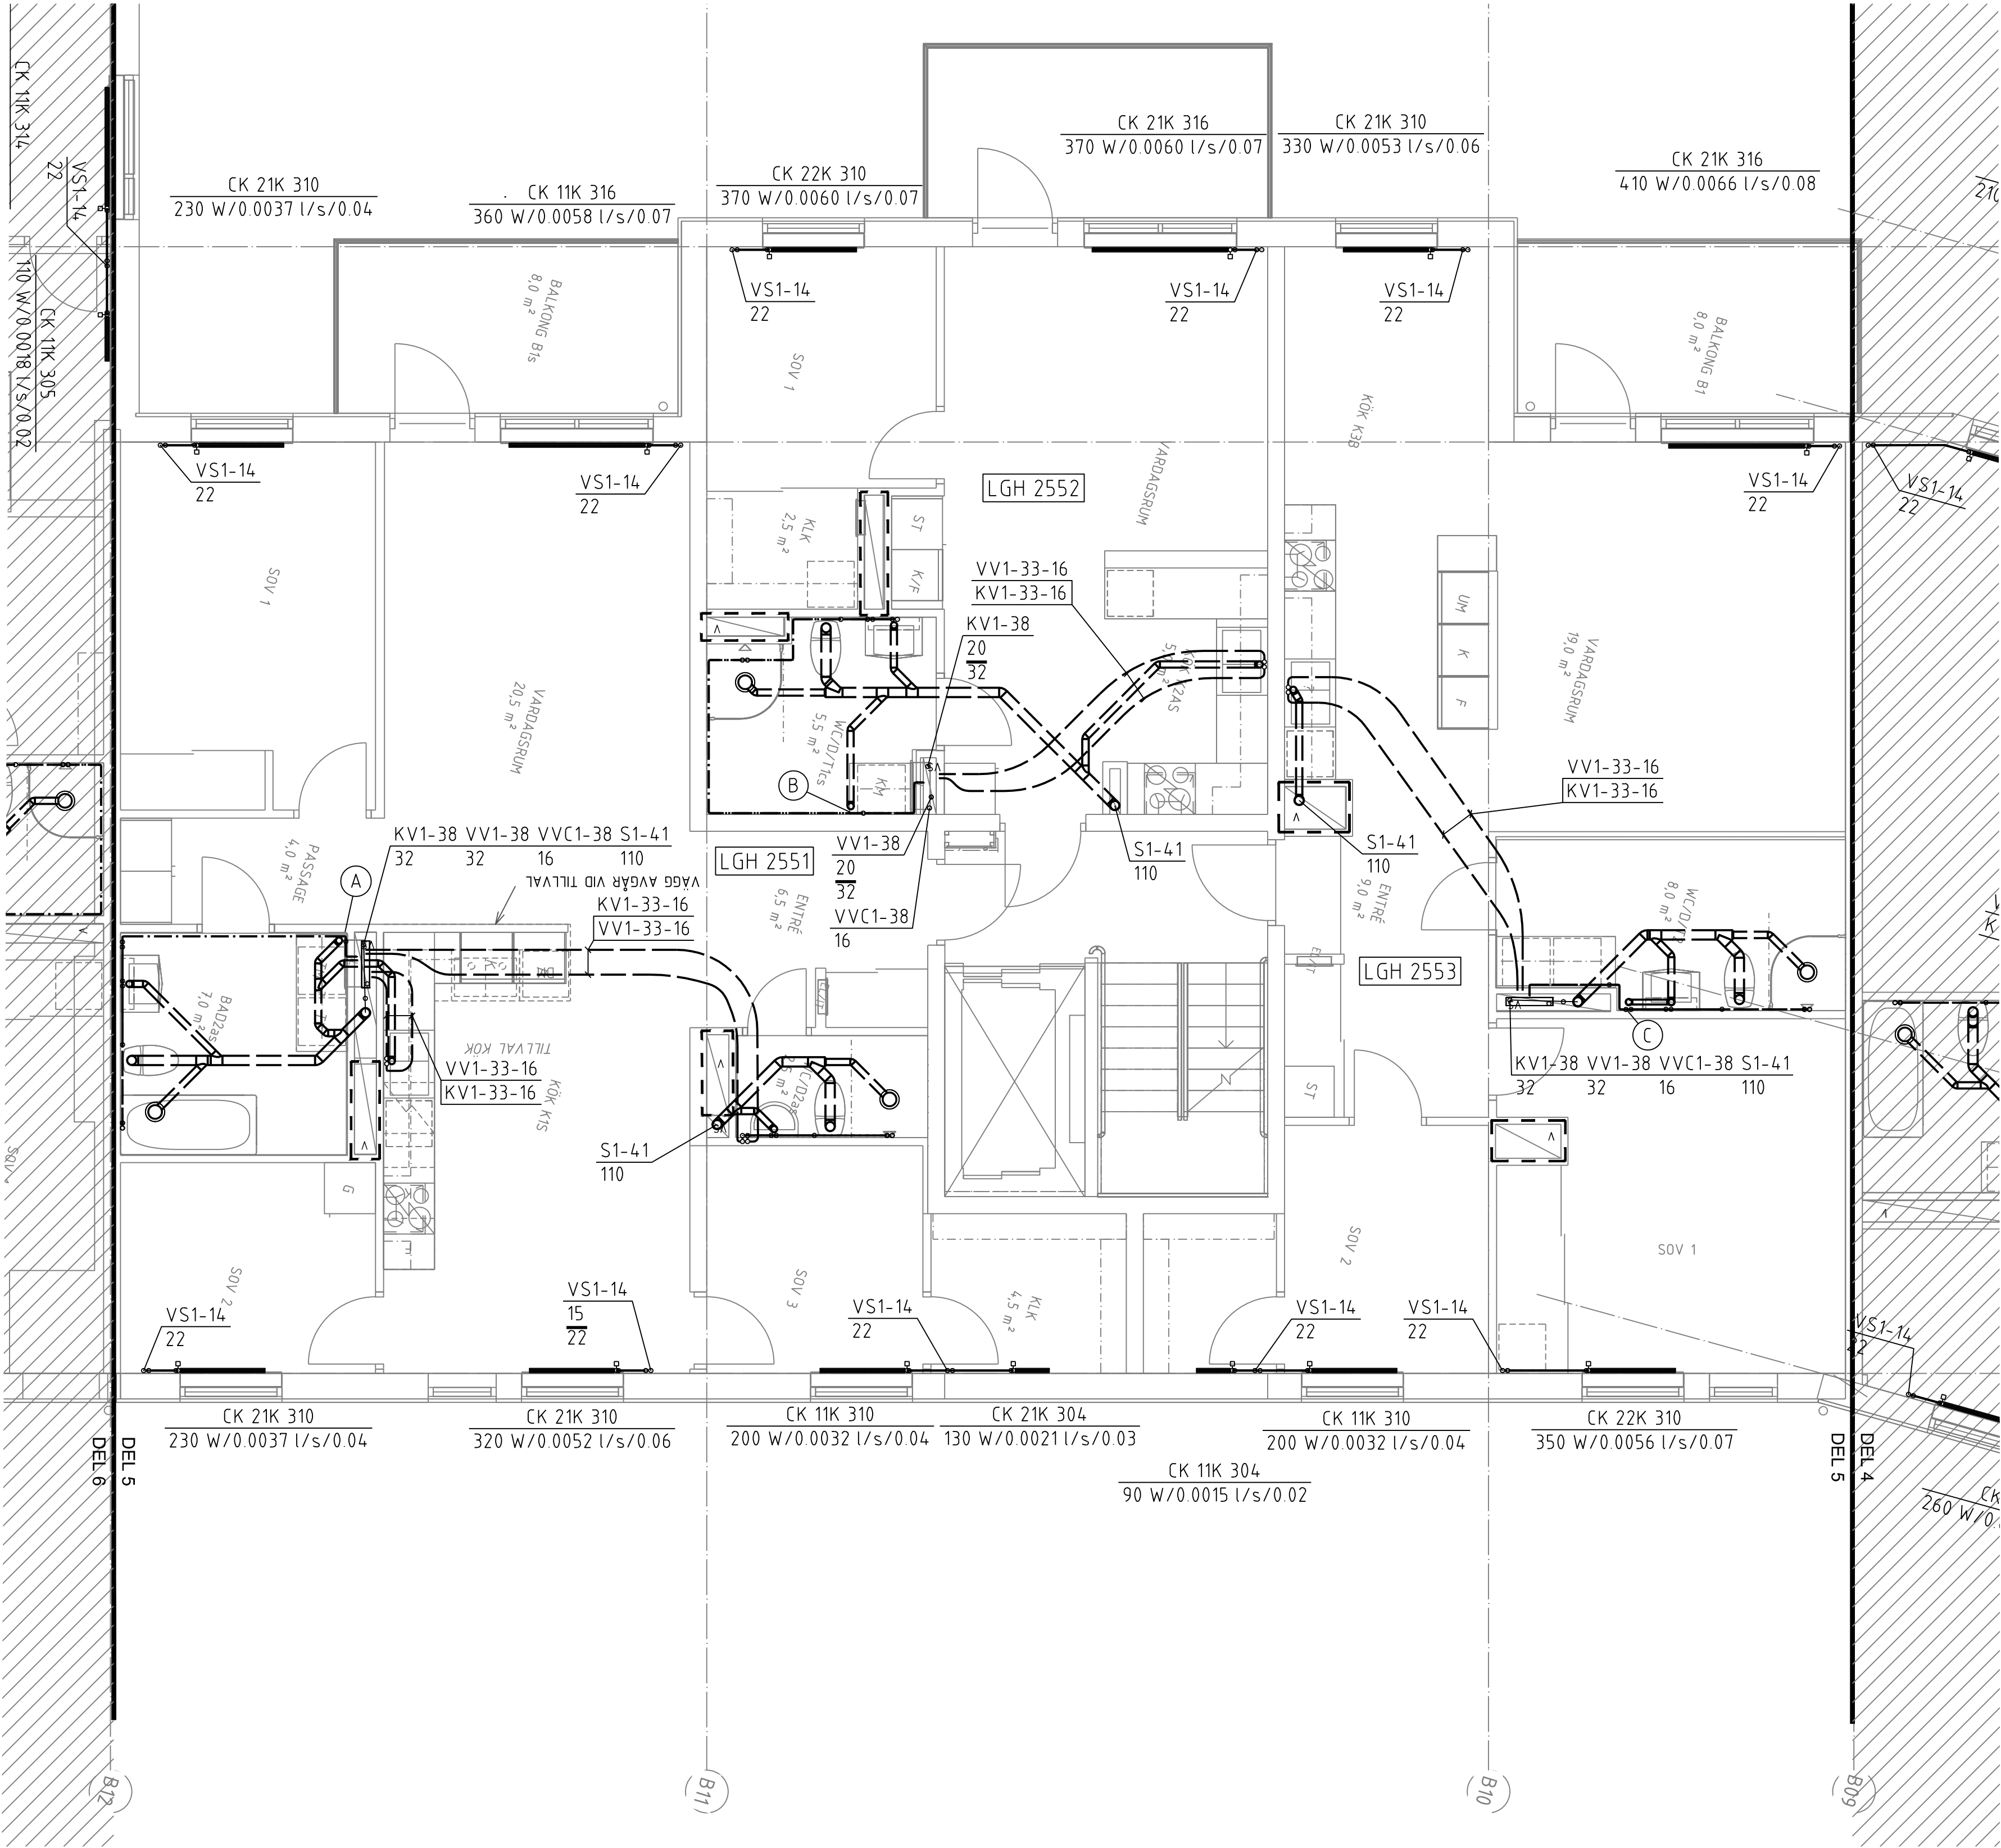 CK 11K 314
VS1-14
22
CK 11K 305
110 W/0.0018 l/s/0.02
CK 21K 310
230 W/0.0037 l/s/0.04
CK 11K 316
360 W/0.0058 l/s/0.07
CK 22K 310
370 W/0.0060 l/s/0.07
CK 21K 316
370 W/0.0060 l/s/0.07
CK 21K 310
330 W/0.0053 l/s/0.06
CK 21K 316
410 W/0.0066 l/s/0.08
BALKONG B1s
8,0 m²
BALKONG B1
8,0 m²
VS1-14
22
VS1-14
22
VS1-14
22
VS1-14
22
VS1-14
22
VS1-14
22
VS1-14
22
SOV 1
SOV 1
VARDAGSRUM
20,5 m²
KLK
2,5 m²
ST
K/F
LGH 2552
VARDAGSRUM
KÖK K3B
UM
K
F
VARDAGSRUM
19,0 m²
VV1-33-16
KV1-33-16
KV1-38
20
32
WC/D/T1cs
5,5 m²
KM
B
VV1-33-16
KV1-33-16
KV1-38 VV1-38 VVC1-38 S1-41
32 32 16 110
VÄGG AVGÅR VID TILLVAL
LGH 2551
VV1-38
20
32
VVC1-38
16
S1-41
110
S1-41
110
PASSAGE
4,0 m²
A
KV1-33-16
VV1-33-16
ENTRÉ
6,5 m²
ENTRÉ
9,0 m²
LGH 2553
BAD2as
7,0 m²
TILLVAL KÖK
KÖK K1S
VV1-33-16
KV1-33-16
C
KV1-38 VV1-38 VVC1-38 S1-41
32 32 16 110
S1-41
110
ST
G
SOV 2
SOV 3
KLK
4,5 m²
SOV 2
SOV 1
VS1-14
22
VS1-14
15
22
VS1-14
22
VS1-14
22
VS1-14
22
VS1-14
22
CK 21K 310
230 W/0.0037 l/s/0.04
CK 21K 310
320 W/0.0052 l/s/0.06
CK 11K 310
200 W/0.0032 l/s/0.04
CK 21K 304
130 W/0.0021 l/s/0.03
CK 11K 310
200 W/0.0032 l/s/0.04
CK 22K 310
350 W/0.0056 l/s/0.07
CK 11K 304
90 W/0.0015 l/s/0.02
DEL 6
DEL 5
DEL 5
DEL 4
B12
B11
B10
B09